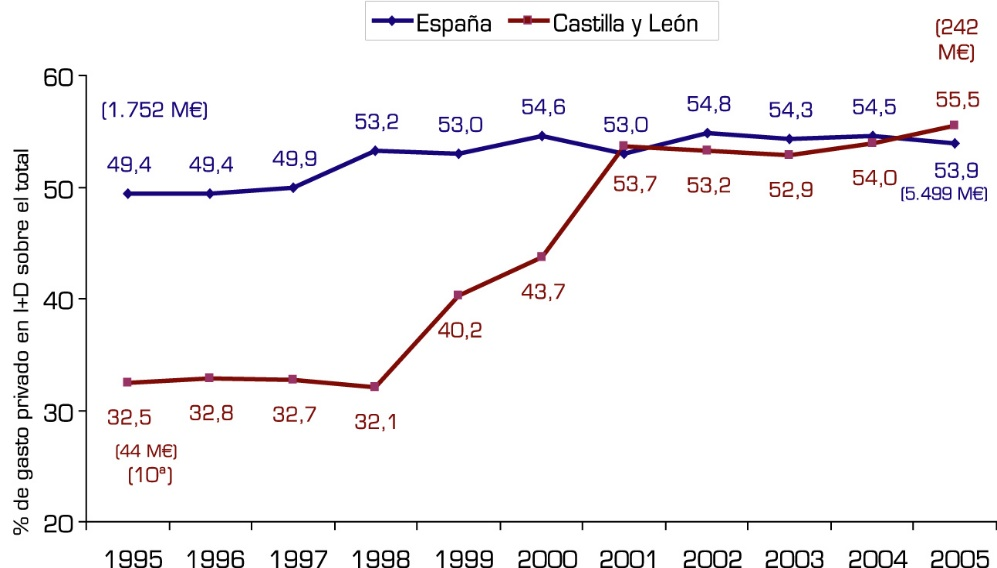 España Castilla y León
(242
M€)
60
(1.752 M€)
53,2 53,0 54,6 53,0 54,8 54,3 54,5 55,5
49,4 49,4 49,9
50
53,7 53,2 52,9 54,0 53,9
(5.499 M€)
40
43,7
40,2
30
32,5 32,8 32,7 32,1
(44 M€)
(10ª)
20
% de gasto privado en I+D sobre el total
1995 1996 1997 1998 1999 2000 2001 2002 2003 2004 2005